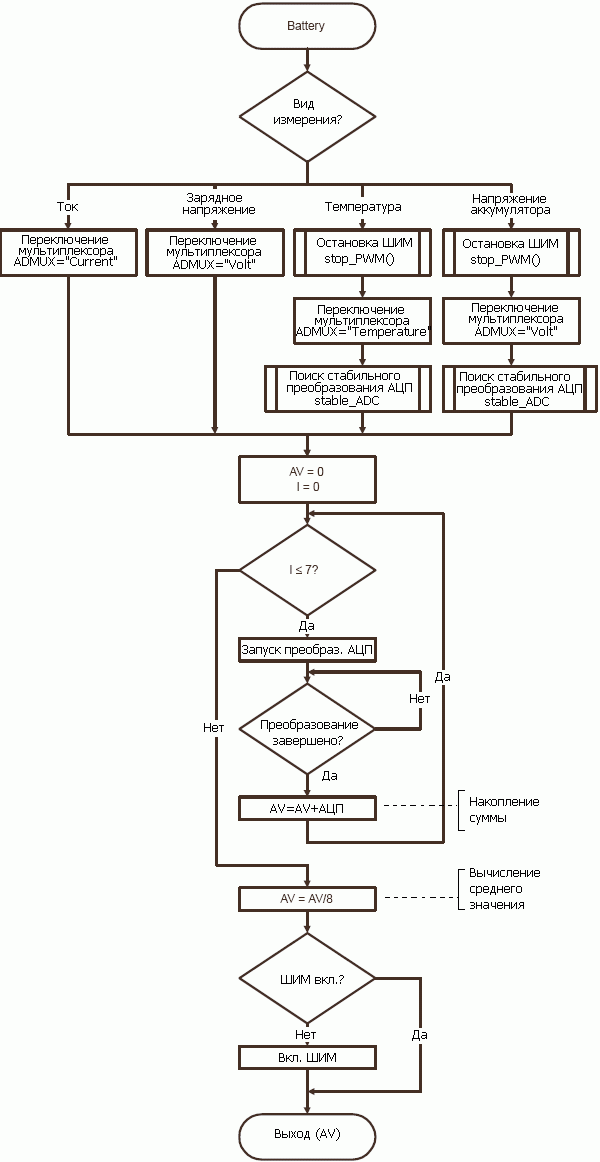 Battery
Вид
измерения?
Ток
Зарядное
напряжение
Температура
Напряжение
аккумулятора
Переключение
мультиплексора
ADMUX="Current"
Переключение
мультиплексора
ADMUX="Volt"
Остановка ШИМ
stop_PWM()
Остановка ШИМ
stop_PWM()
Переключение
мультиплексора
ADMUX="Temperature"
Переключение
мультиплексора
ADMUX="Volt"
Поиск стабильного
преобразования АЦП
stable_ADC
Поиск стабильного
преобразования АЦП
stable_ADC
AV = 0
I = 0
I ≤ 7?
Да
Запуск преобраз. АЦП
Да
Нет
Нет
Преобразование
завершено?
Да
AV=AV+АЦП
Накопление
суммы
Вычисление
среднего
значения
AV = AV/8
ШИМ вкл.?
Нет
Да
Вкл. ШИМ
Выход (AV)